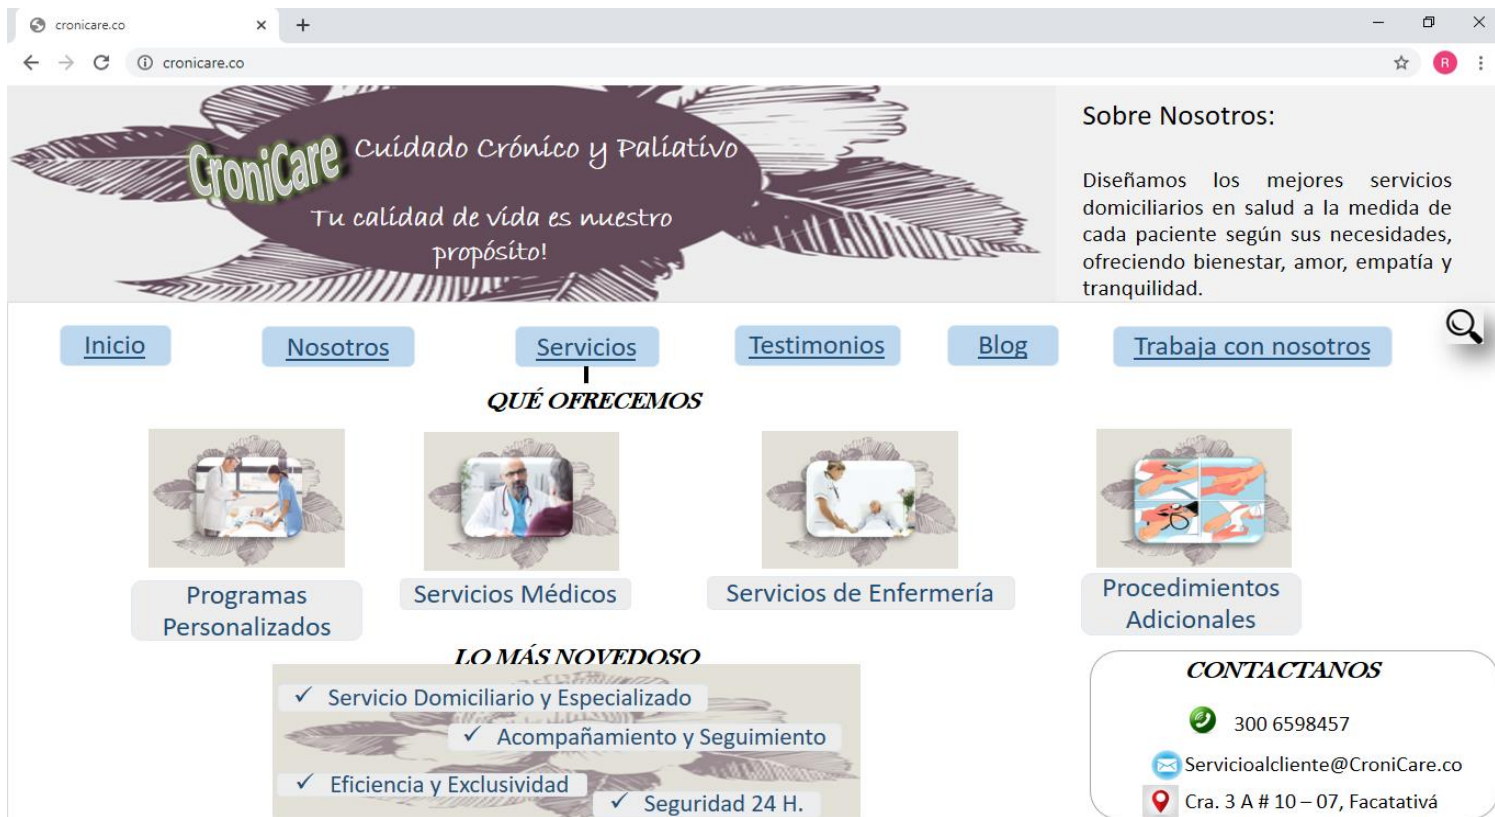 cronicare.co
cronicare.co
R
CroniCare
Cuidado Crónico y Paliativo
Tu calidad de vida es nuestro
propósito!
Sobre Nosotros:
Diseñamos los mejores servicios
domiciliarios en salud a la medida de
cada paciente según sus necesidades,
ofreciendo bienestar, amor, empatía y
tranquilidad.
Inicio
Nosotros
Servicios
Testimonios
Blog
Trabaja con nosotros
QUÉ OFRECEMOS
Programas
Personalizados
Servicios Médicos
Servicios de Enfermería
Procedimientos
Adicionales
LO MÁS NOVEDOSO
✓ Servicio Domiciliario y Especializado
✓ Acompañamiento y Seguimiento
✓ Eficiencia y Exclusividad
✓ Seguridad 24 H.
CONTACTANOS
300 6598457
Servicioalcliente@CroniCare.co
Cra. 3 A # 10 – 07, Facatativá